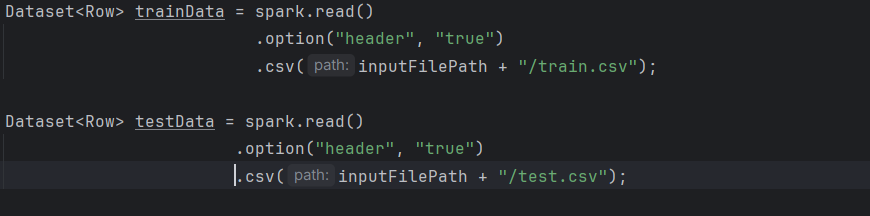 Dataset<Row> trainData = spark.read()
.option("header", "true")
.csv( path: inputFilePath + "/train.csv");
Dataset<Row> testData = spark.read()
.option("header", "true")
.csv( path: inputFilePath + "/test.csv");